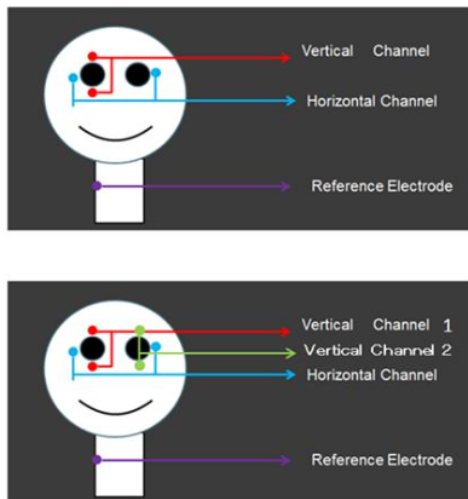 Vertical Channel
Horizontal Channel
Reference Electrode
Vertical Channel 1
Vertical Channel 2
Horizontal Channel
Reference Electrode